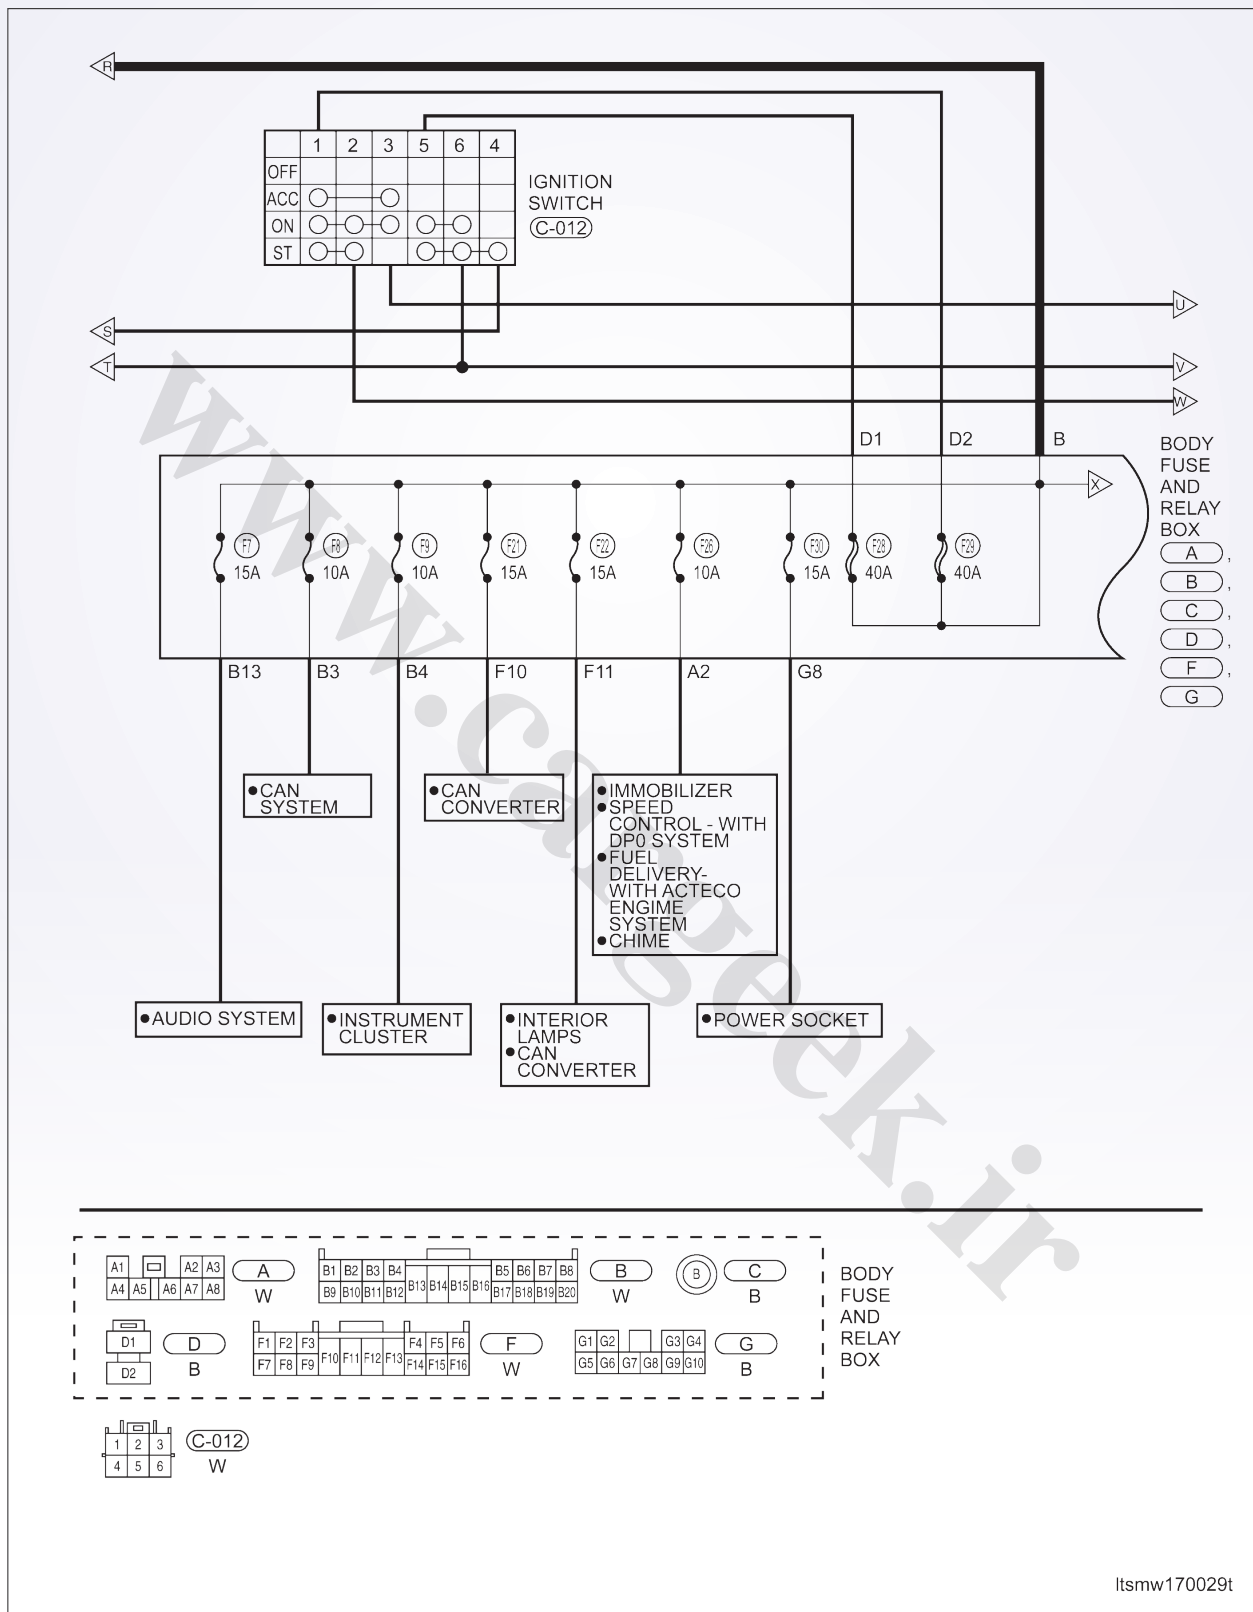 R
1 2 3 5 6 4
OFF
ACC
ON
ST
IGNITION
SWITCH
C-012
U
S
T
V
W
D1 D2 B
BODY
FUSE
AND
RELAY
BOX
A ,
B ,
C ,
D ,
F ,
G
X
F7 F8 F9 F21 F22 F26 F30 F28 F29
15A 10A 10A 15A 15A 10A 15A 40A 40A
B13 B3 B4 F10 F11 A2 G8
●CAN
SYSTEM
●CAN
CONVERTER
●IMMOBILIZER
●SPEED
CONTROL - WITH
DP0 SYSTEM
●FUEL
DELIVERY-
WITH ACTECO
ENGIME
SYSTEM
●CHIME
●AUDIO SYSTEM
●INSTRUMENT
CLUSTER
●INTERIOR
LAMPS
●CAN
CONVERTER
●POWER SOCKET
www.cargeek.ir
A1 A2 A3
A4 A5 A6 A7 A8
A
W
B1 B2 B3 B4 B5 B6 B7 B8
B13 B14 B15 B16
B9 B10 B11 B12 B17 B18 B19 B20
B
W
B
C
B
D1
D2
D
B
F1 F2 F3 F4 F5 F6
F10 F11 F12 F13
F7 F8 F9 F14 F15 F16
F
W
G1 G2 G3 G4
G5 G6 G7 G8 G9 G10
G
B
BODY
FUSE
AND
RELAY
BOX
1 2 3
4 5 6
C-012
W
ltsmw170029t